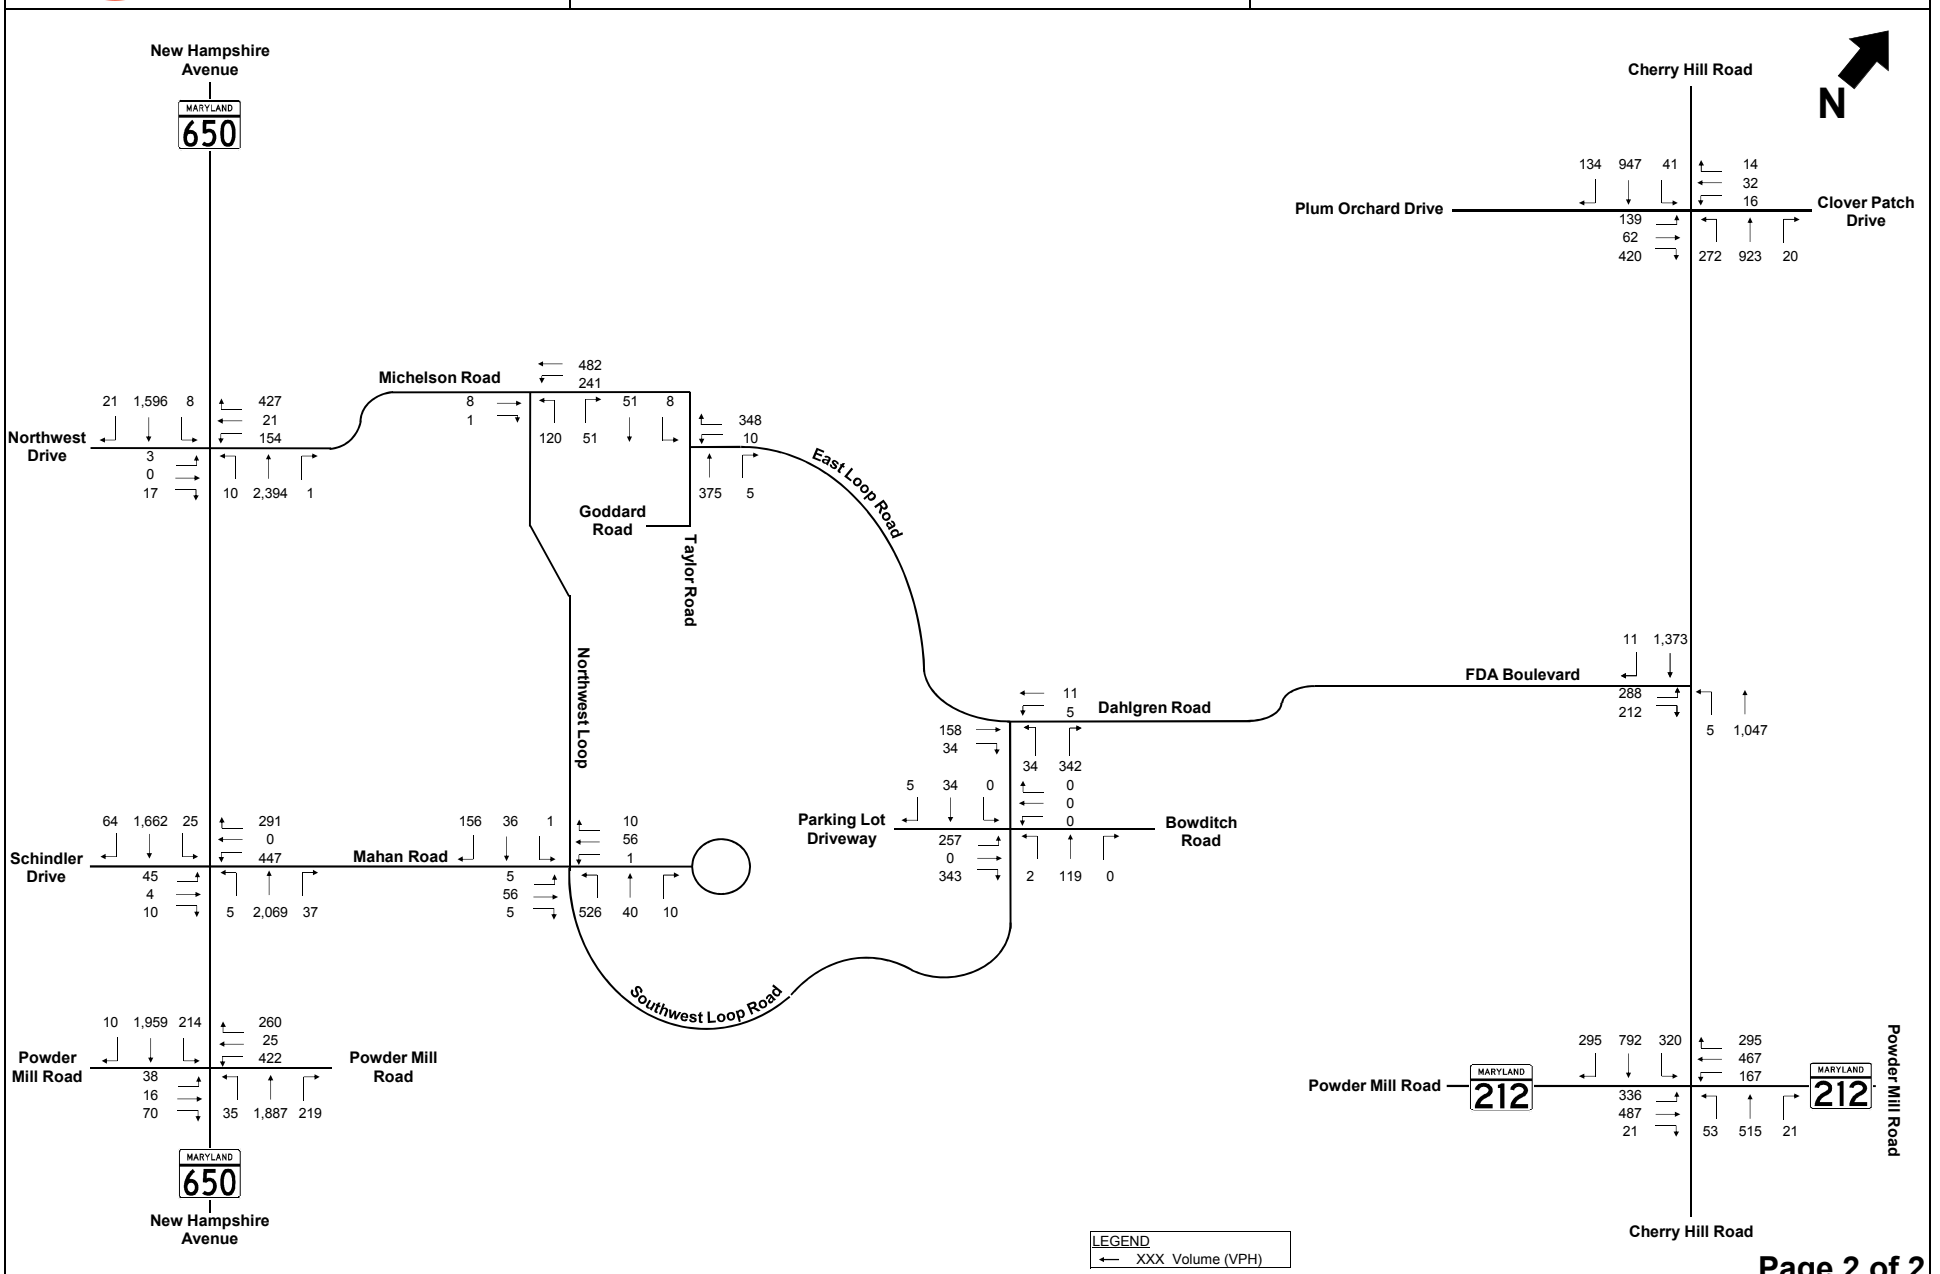 New Hampshire
Avenue
MARYLAND
650
Cherry Hill Road
N
134 947 41
14
32
16
Plum Orchard Drive
Clover Patch
Drive
139
62
420
272 923 20
Michelson Road
482
241
8
1
120 51
51 8
348
10
375 5
21 1,596 8
427
21
154
Northwest
Drive
3
0
17
10 2,394 1
East Loop Road
Goddard
Road
Taylor Road
Northwest Loop
11 1,373
FDA Boulevard
288
212
5 1,047
11
5
Dahlgren Road
158
34
34 342
5 34 0
0
0
0
Parking Lot
Driveway
Bowditch
Road
257
0
343
2 119 0
64 1,662 25
291
0
447
Schindler
Drive
Mahan Road
45
4
10
5 2,069 37
156 36 1
10
56
1
5
56
5
526 40 10
Southwest Loop Road
10 1,959 214
260
25
422
Powder
Mill Road
Powder Mill
Road
38
16
70
35 1,887 219
MARYLAND
650
New Hampshire
Avenue
295 792 320
295
467
167
Powder Mill Road
MARYLAND
212
MARYLAND
212
Powder Mill Road
336
487
21
53 515 21
Cherry Hill Road
LEGEND
XXX Volume (VPH)
Page 2 of 2